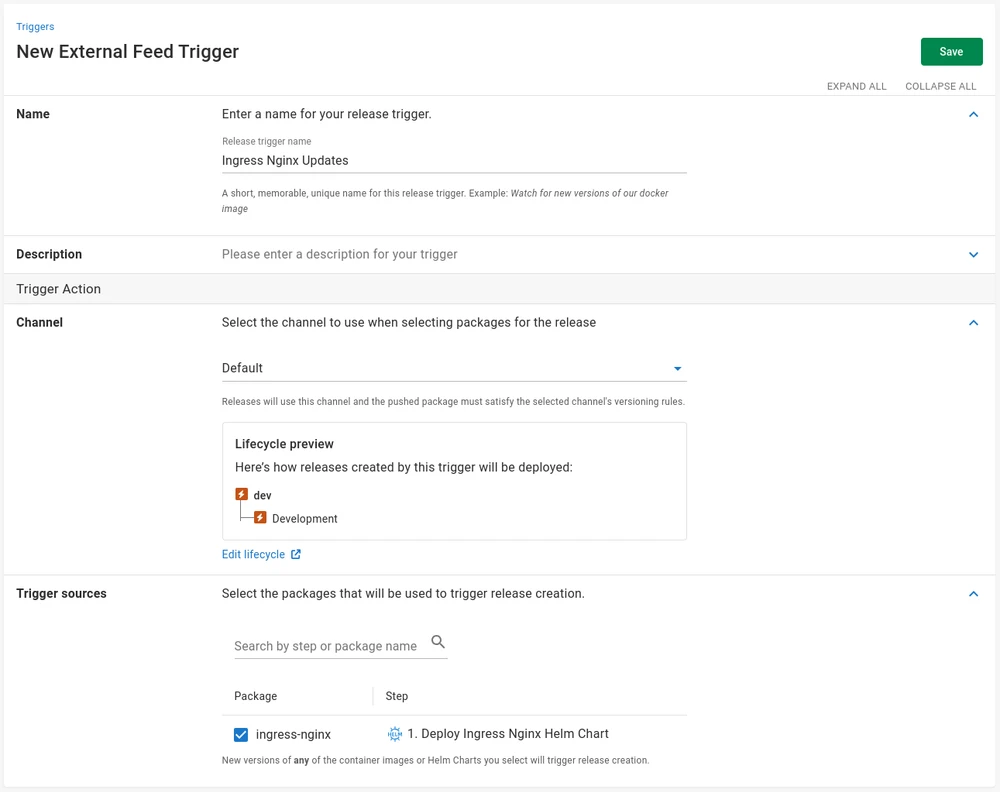 Triggers
New External Feed Trigger
Save
EXPAND ALL COLLAPSE ALL
Name
Enter a name for your release trigger.
Release trigger name
Ingress Nginx Updates
A short, memorable, unique name for this release trigger. Example: Watch for new versions of our docker
image
Description
Please enter a description for your trigger
Trigger Action
Channel
Select the channel to use when selecting packages for the release
Default
Releases will use this channel and the pushed package must satisfy the selected channel's versioning rules.
Lifecycle preview
Here's how releases created by this trigger will be deployed:
dev
Development
Edit lifecycle
Trigger sources
Select the packages that will be used to trigger release creation.
Search by step or package name
Package Step
ingress-nginx HELM 1. Deploy Ingress Nginx Helm Chart
New versions of any of the container images or Helm Charts you select will trigger release creation.